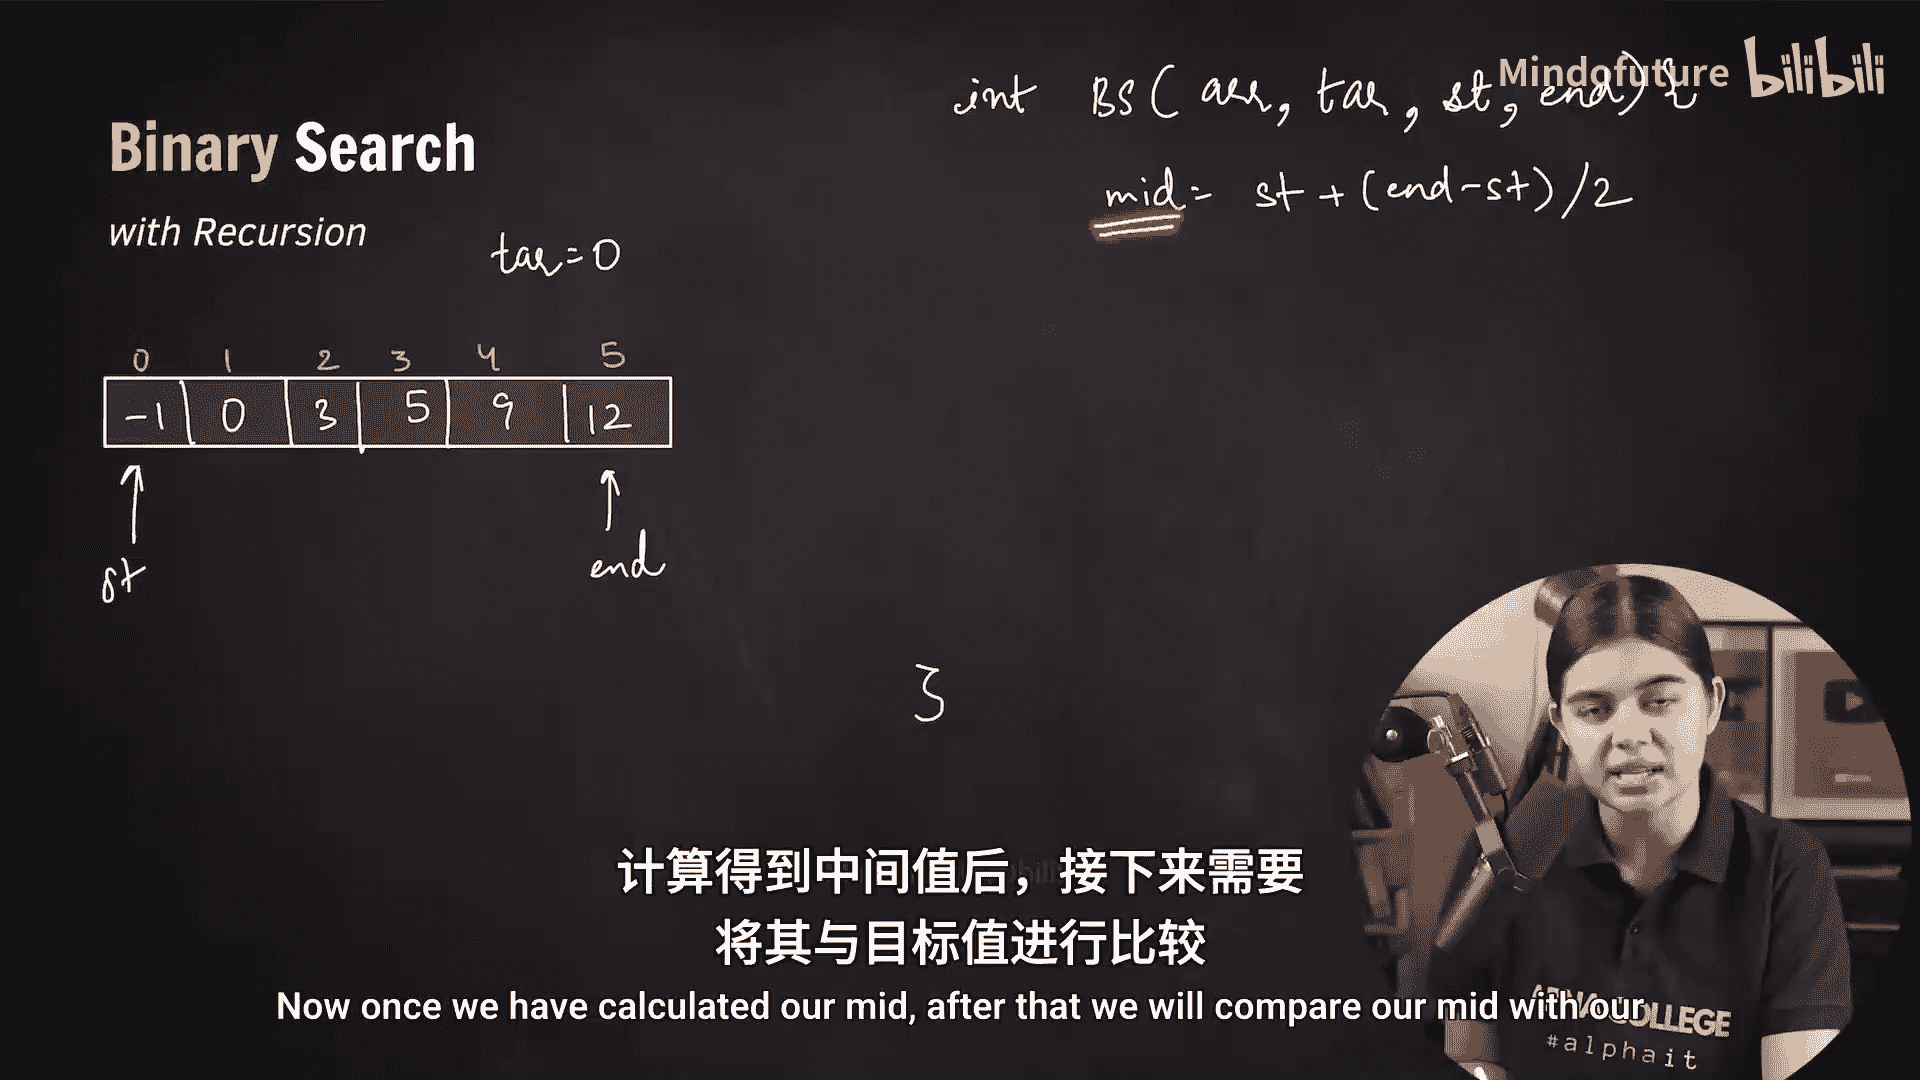 Mindofuture bilibili
int BS( arr, tar, st, end){
Binary Search
mid= st + (end-st)/2
with Recursion
tar=0
0 1 2 3 4 5
-1 0 3 5 9 12
st end
}
计算得到中间值后，接下来需要
将其与目标值进行比较
Now once we have calculated our mid, after that we will compare our mid with our
COLLEGE
#alphait